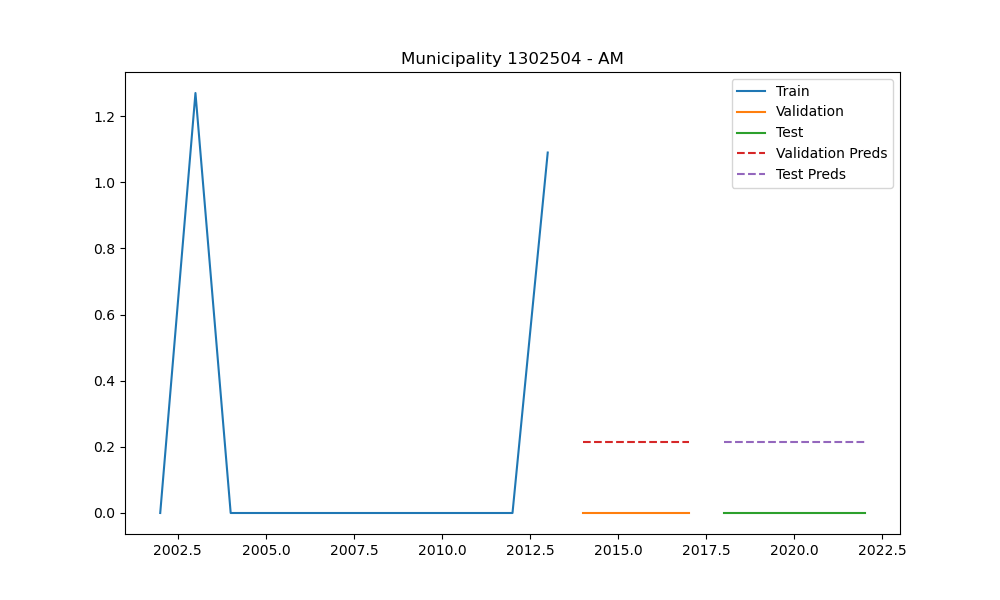 Municipality 1302504 - AM
Train
Validation
Test
Validation Preds
Test Preds
1.2
1.0
0.8
0.6
0.4
0.2
0.0
2002.5 2005.0 2007.5 2010.0 2012.5 2015.0 2017.5 2020.0 2022.5